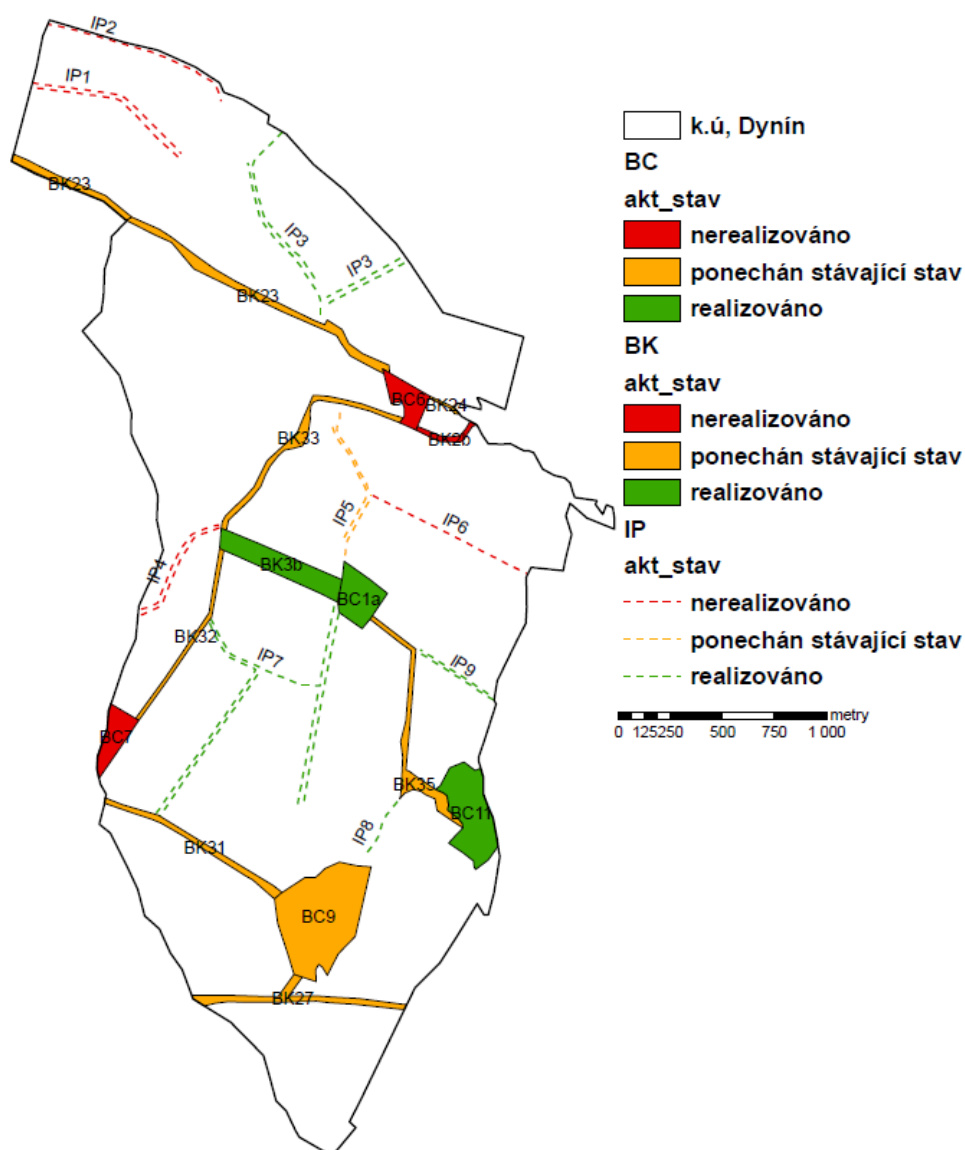 IP2
IP1
BK23
IP3
IP3
BK23
BC6
BK24
BK2b
BK33
IP5
IP6
IP4
BK3b
BC1a
BK32
IP7
IP9
BC7
BK35
BC11
IP8
BK31
BC9
BK27
k.ú, Dynín
BC
akt_stav
nerealizováno
ponechán stávající stav
realizováno
BK
akt_stav
nerealizováno
ponechán stávající stav
realizováno
IP
akt_stav
nerealizováno
ponechán stávající stav
realizováno
metry
0 125250 500 750 1 000